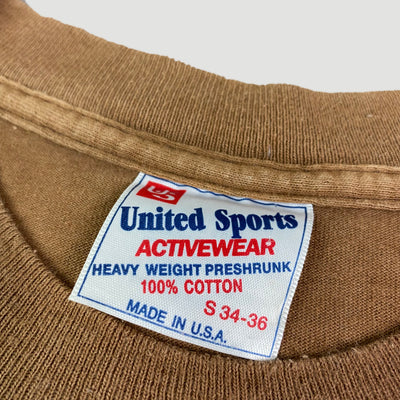 US
United Sports
ACTIVEWEAR
HEAVY WEIGHT PRESHRUNK
100% COTTON
S 34-36
MADE IN U.S.A.